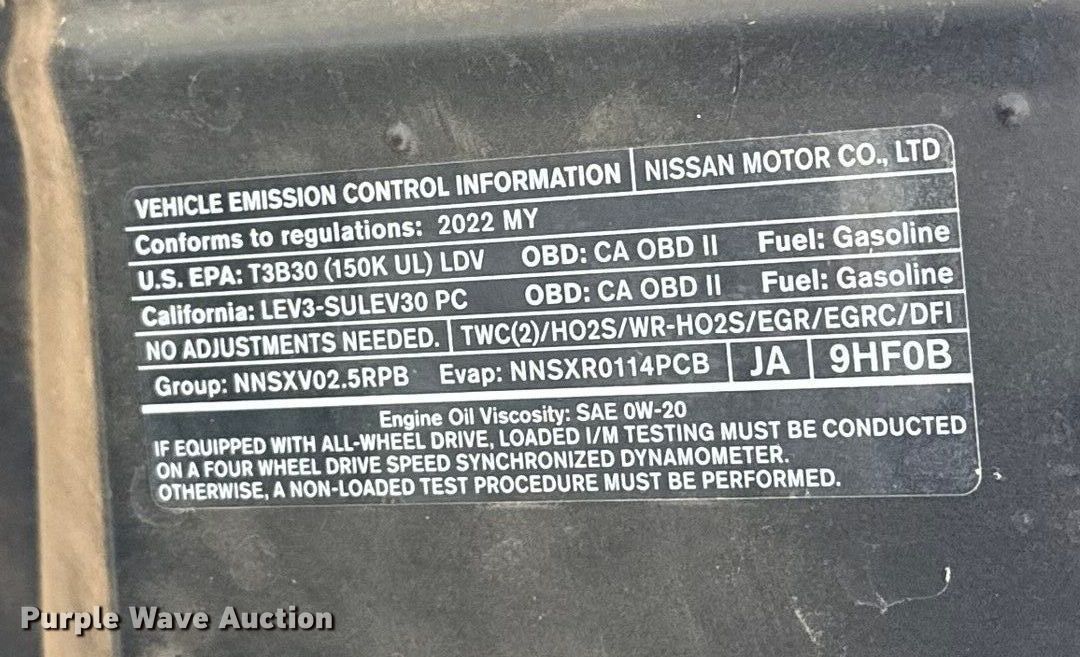 VEHICLE EMISSION CONTROL INFORMATION NISSAN MOTOR CO., LTD
Conforms to regulations: 2022 MY
U.S. EPA: T3B30 (150K UL) LDV OBD: CA OBD II Fuel: Gasoline
California: LEV3-SULEV30 PC OBD: CA OBD II Fuel: Gasoline
NO ADJUSTMENTS NEEDED. TWC(2)/HO2S/WR-HO2S/EGR/EGRC/DFI
Group: NNSXV02.5RPB Evap: NNSXR0114PCB JA 9HF0B
Engine Oil Viscosity: SAE 0W-20
IF EQUIPPED WITH ALL-WHEEL DRIVE, LOADED I/M TESTING MUST BE CONDUCTED
ON A FOUR WHEEL DRIVE SPEED SYNCHRONIZED DYNAMOMETER.
OTHERWISE, A NON-LOADED TEST PROCEDURE MUST BE PERFORMED.
Purple Wave Auction